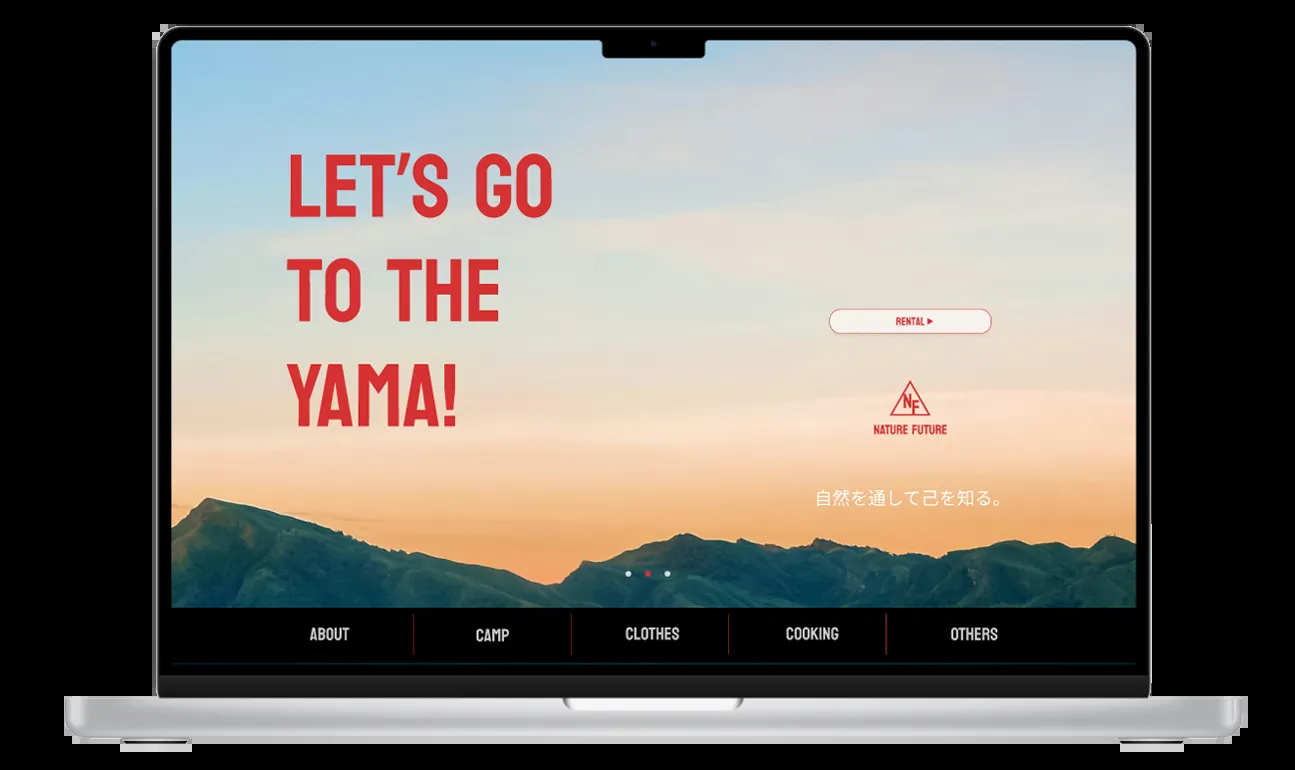 LET'S GO
TO THE
YAMA!
RENTAL ▶
NF
NATURE FUTURE
自然を通して己を知る。
ABOUT
CAMP
CLOTHES
COOKING
OTHERS